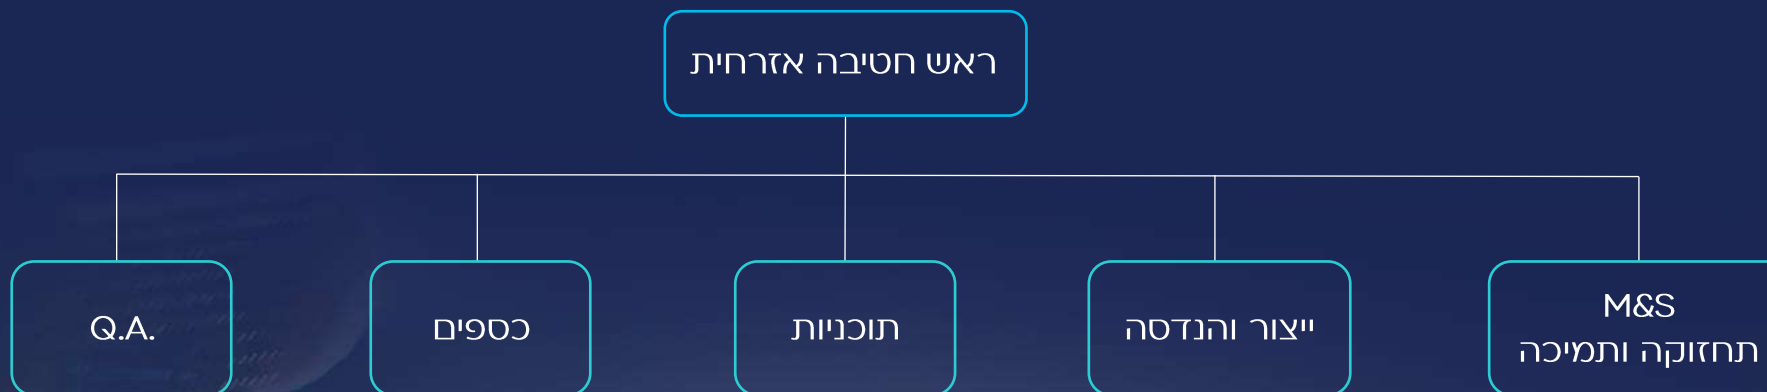 ראש חטיבה אזרחית
M&S
תחזוקה ותמיכה
ייצור והנדסה
תוכניות
כספים
Q.A.